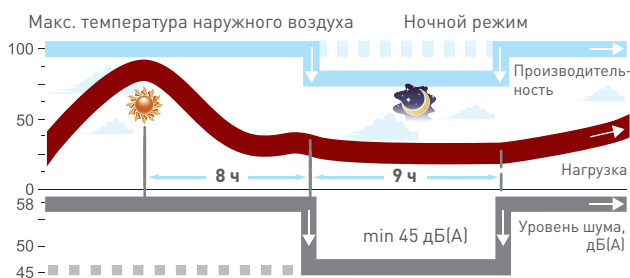 Макс. температура наружного воздуха
Ночной режим
100
Производитель-
ность
50
8 ч
9 ч
Нагрузка
0
58
Уровень шума,
дБ(А)
min 45 дБ(А)
50
45